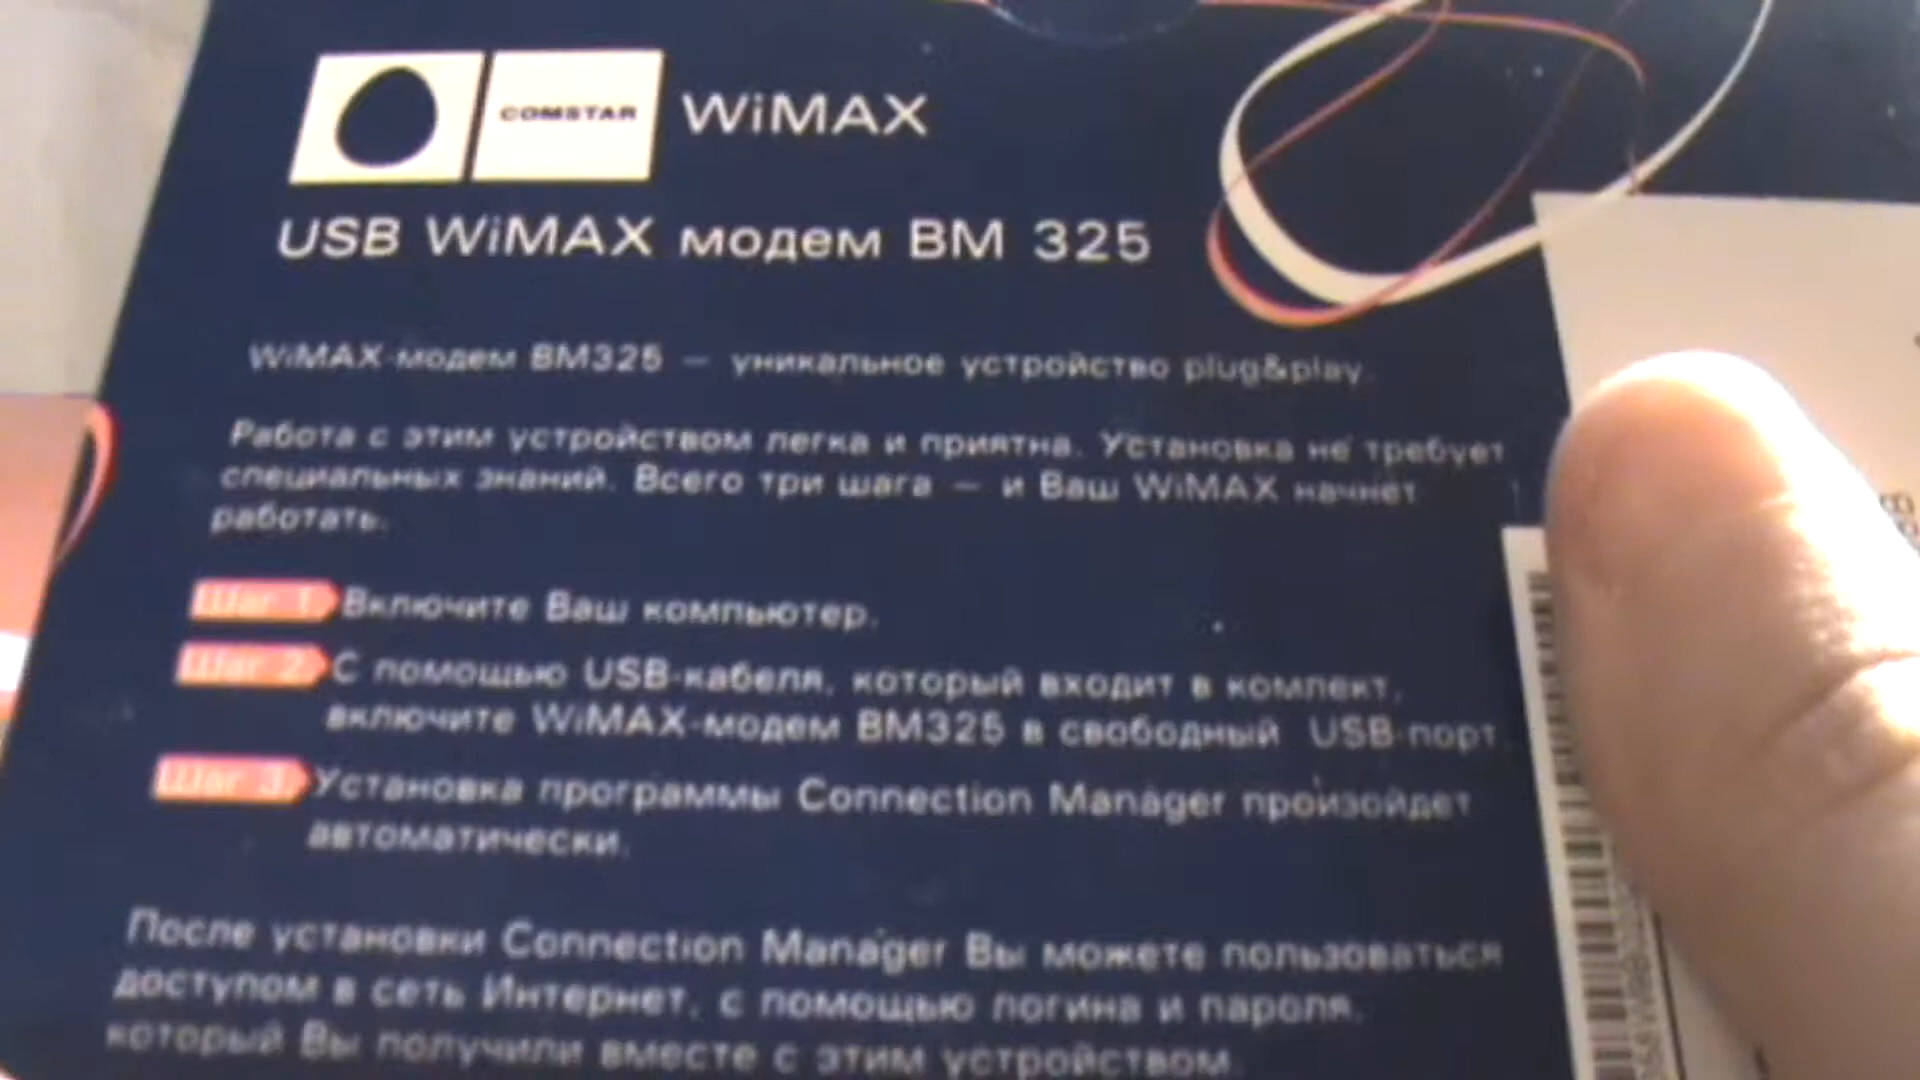 COMSTAR WiMAX
USB WiMAX модем BM 325
WiMAX-модем BM325 — уникальное устройство plug&play.
Работа с этим устройством легка и приятна. Установка не требует
специальных знаний. Всего три шага — и Ваш WiMAX начнет
работать.
Шаг 1. Включите Ваш компьютер.
Шаг 2. С помощью USB-кабеля, который входит в комплект,
включите WiMAX-модем BM325 в свободный USB-порт.
Шаг 3. Установка программы Connection Manager произойдет
автоматически.
После установки Connection Manager Вы можете пользоваться
доступом в сеть Интернет, с помощью логина и пароля,
который Вы получили вместе с этим устройством.